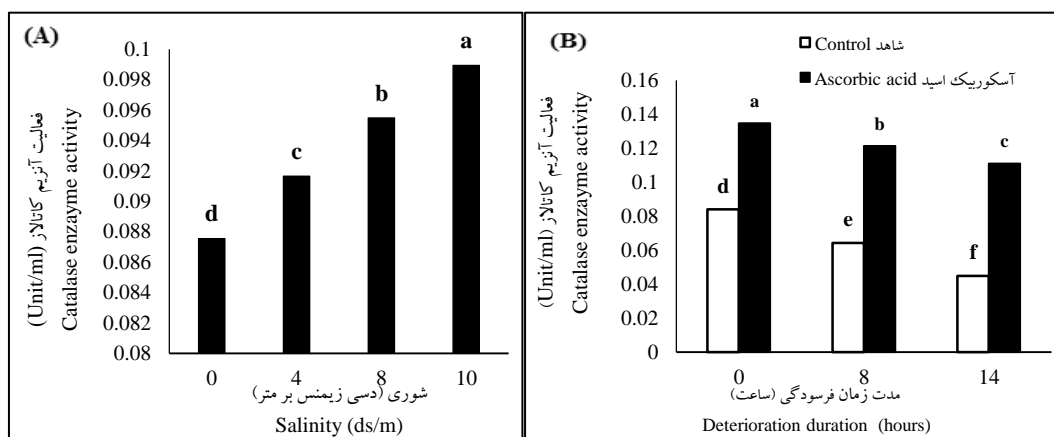 (A)
فعالیت آنزیم کاتالاز (Unit/ml)
Catalase enzayme activity
0.1
0.098
0.096
0.094
0.092
0.09
0.088
0.086
0.084
0.082
0.08
d
c
b
a
0 4 8 10
شوری (دسی زیمنس بر متر)
Salinity (ds/m)
(B)
شاهد Control
آسکوربیک اسید Ascorbic acid
فعالیت آنزیم کاتالاز (Unit/ml)
Catalase enzyme activity
0.16
0.14
0.12
0.1
0.08
0.06
0.04
0.02
0
d
a
e
b
f
c
0 8 14
مدت زمان فرسودگی (ساعت)
Deterioration duration (hours)